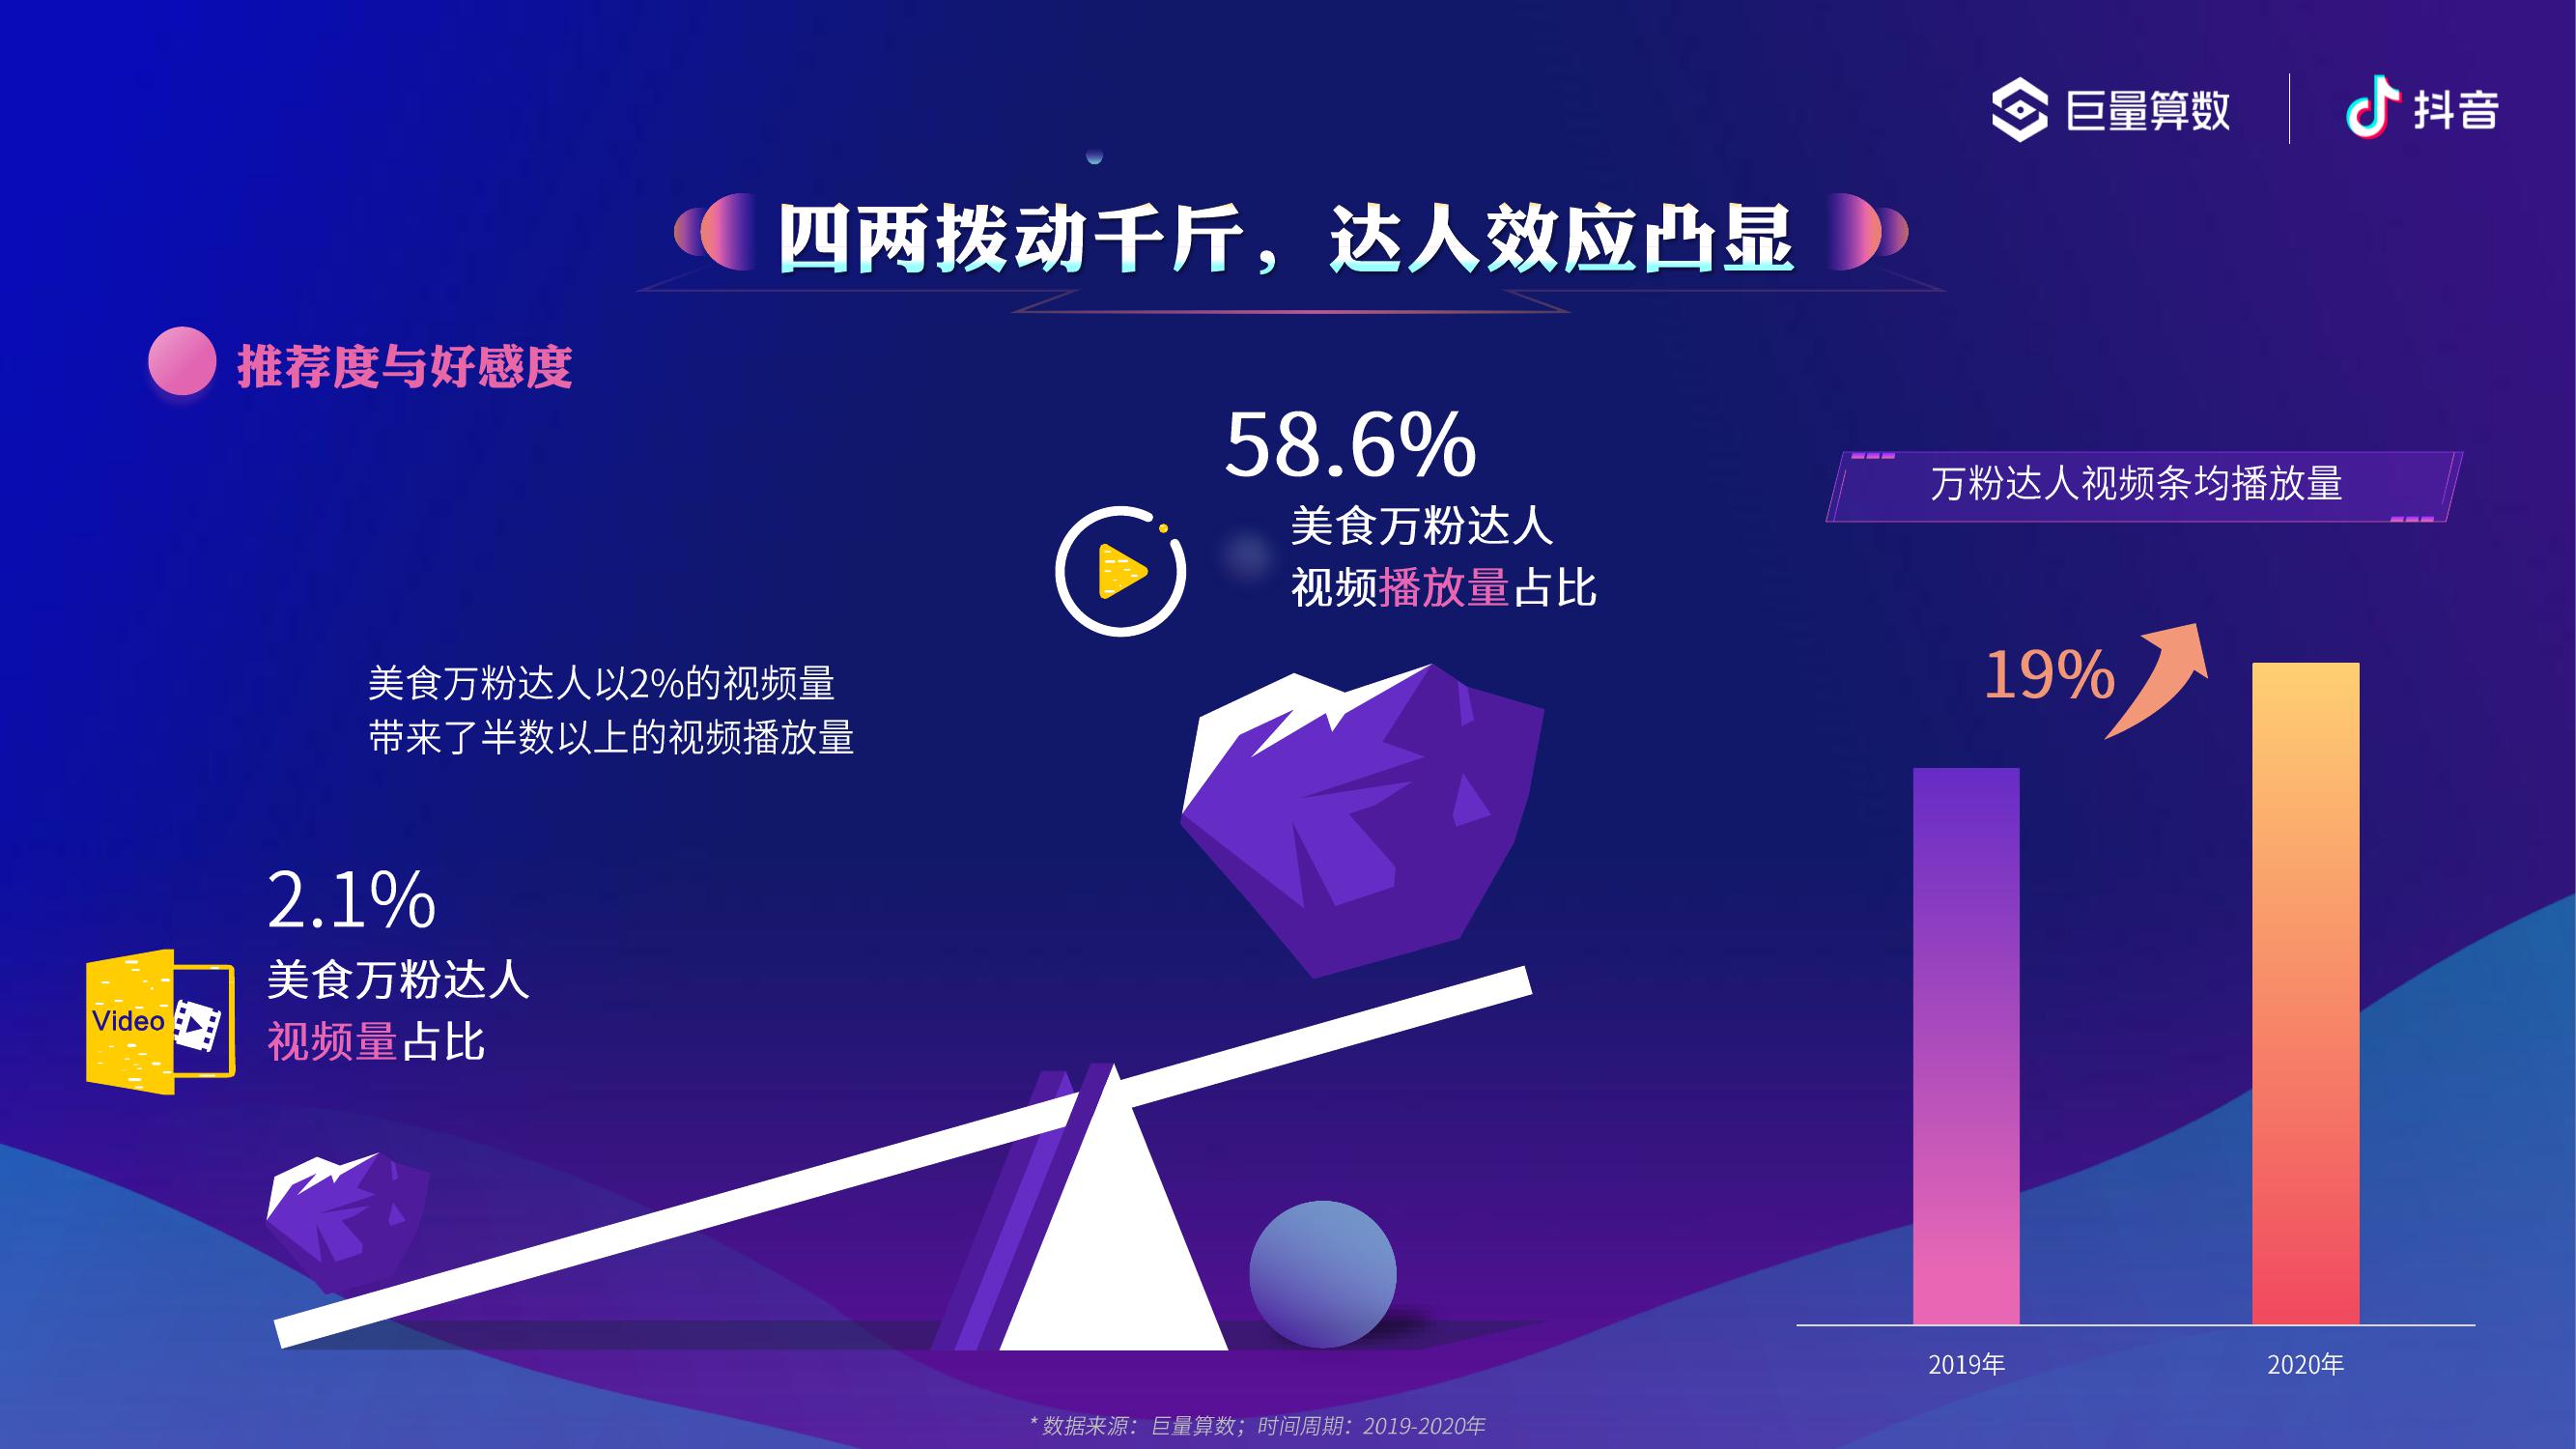 巨量算数
抖音
四两拨动千斤，达人效应凸显
推荐度与好感度
58.6%
美食万粉达人
视频播放量占比
美食万粉达人以2%的视频量
带来了半数以上的视频播放量
2.1%
美食万粉达人
视频量占比
Video
万粉达人视频条均播放量
19%
2019年
2020年
* 数据来源：巨量算数；时间周期：2019-2020年